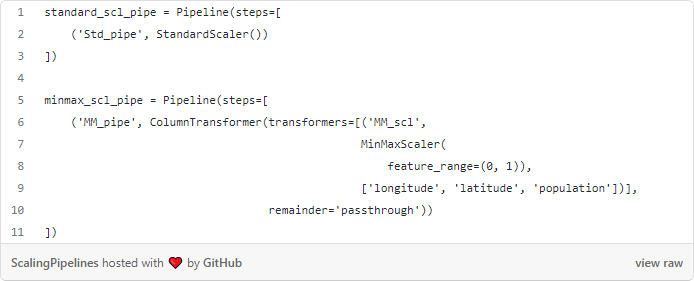 1 standard_scl_pipe = Pipeline(steps=[
2     ('Std_pipe', StandardScaler())
3 ])
4
5 minmax_scl_pipe = Pipeline(steps=[
6     ('MM_pipe', ColumnTransformer(transformers=[('MM_scl',
7                                                  MinMaxScaler(
8                                                      feature_range=(0, 1)),
9                                                  ['longitude', 'latitude', 'population'])],
10                                   remainder='passthrough'))
11 ])
ScalingPipelines hosted with ❤ by GitHub view raw